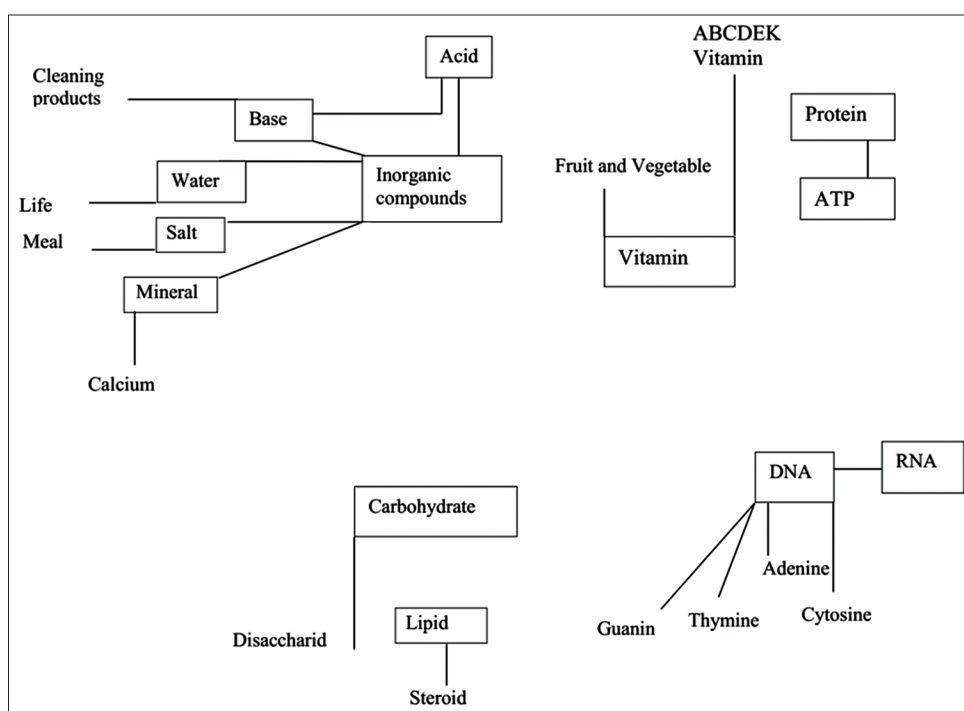 ABCDEK
Vitamin
Acid
Cleaning
products
Base
Protein
Fruit and Vegetable
Water
Inorganic
compounds
ATP
Life
Salt
Meal
Vitamin
Mineral
Calcium
DNA
RNA
Carbohydrate
Adenine
Lipid
Guanin
Thymine
Cytosine
Disaccharid
Steroid